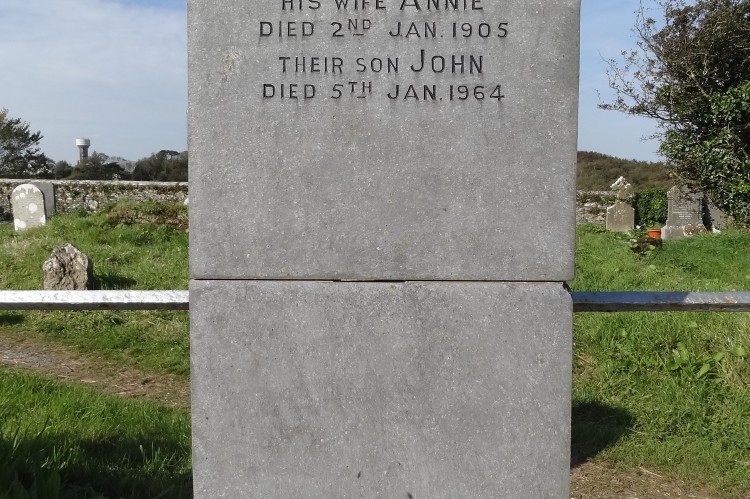 HIS WIFE ANNIE
DIED 2ND JAN. 1905
THEIR SON JOHN
DIED 5TH JAN. 1964